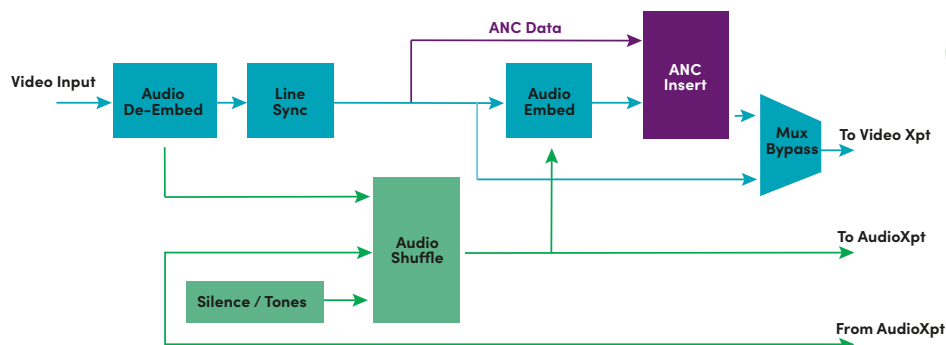 ANC Data
Video Input
Audio
De-Embed
Line
Sync
Audio
Embed
ANC
Insert
Mux
Bypass
To Video Xpt
Audio
Shuffle
To AudioXpt
Silence / Tones
From AudioXpt